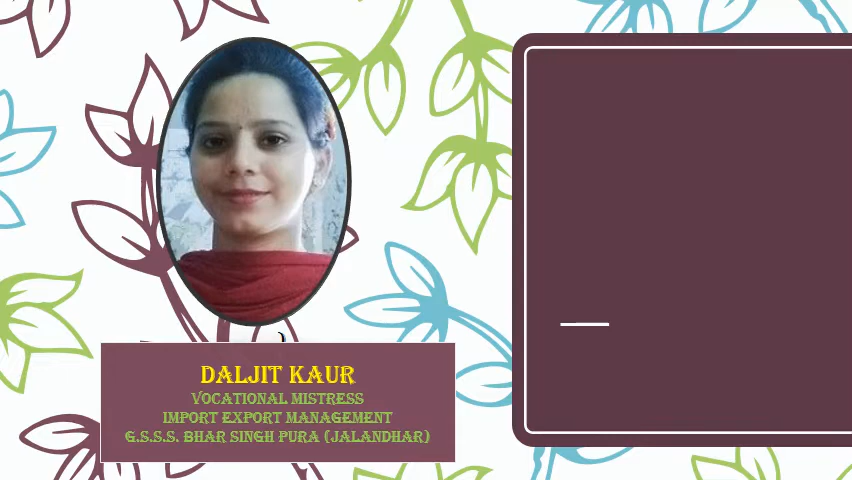 DALJIT KAUR
VOCATIONAL MISTRESS
IMPORT EXPORT MANAGEMENT
G.S.S.S. BHAR SINGH PURA (JALANDHAR)